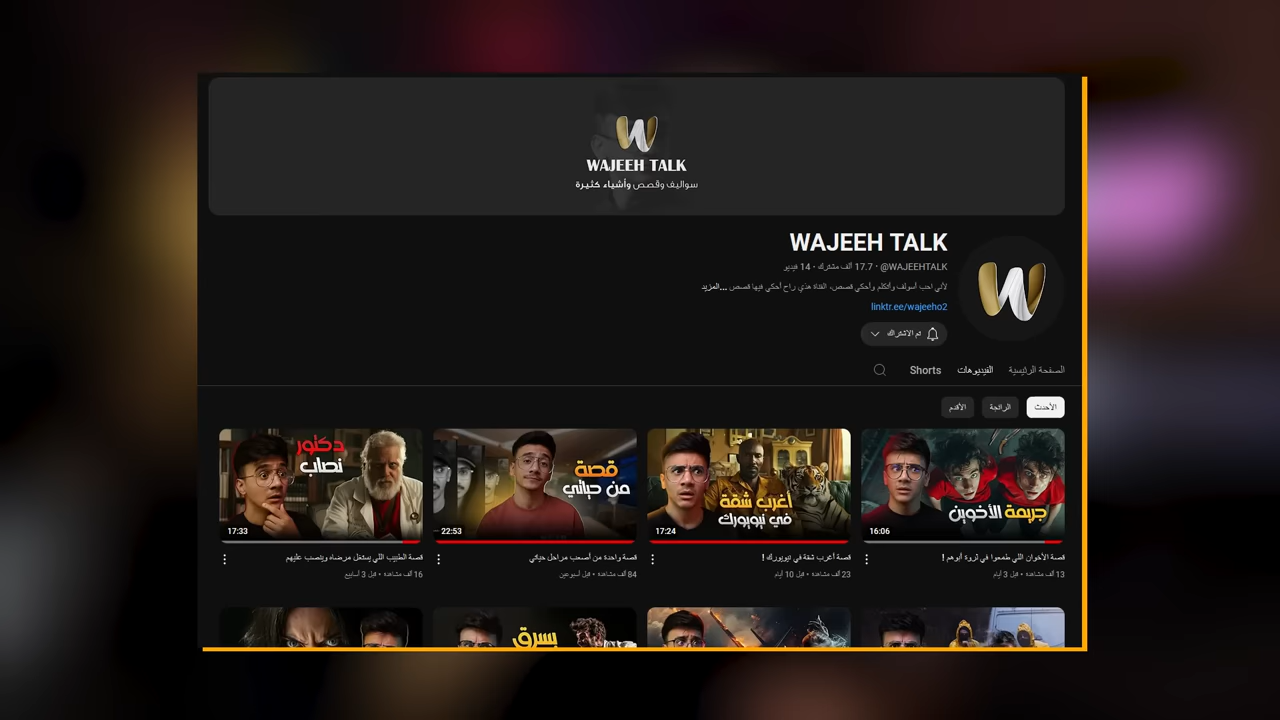 WAJEEH TALK
سواليف وقصص وأشياء كثيرة
WAJEEH TALK
@WAJEEHTALK · 17.7 ألف مشترك · 14 فيديو
لأني احب أسولف وأتكلم وأحكي قصص، القناة هذي راح أحكي فيها قصص ...المزيد
linktr.ee/wajeeho2
تم الاشتراك
الصفحة الرئيسية
الفيديوهات
Shorts
الأحدث
الرائجة
الأقدم
جريمة الأخوين
16:06
قصة الأخوان اللي طمعوا في ثروة أبوهم !
13 ألف مشاهدة • قبل 3 أيام
أغرب شقة
في نيويورك
17:24
قصة أغرب شقة في نيويورك !
23 ألف مشاهدة • قبل 10 أيام
قصة
من حياتي
22:53
قصة واحدة من أصعب مراحل حياتي
84 ألف مشاهدة • قبل أسبوعين
دكتور
نصاب
17:33
قصة الطبيب اللي يستغل مرضاه وينصب عليهم
16 ألف مشاهدة • قبل 3 أسابيع
يسرق